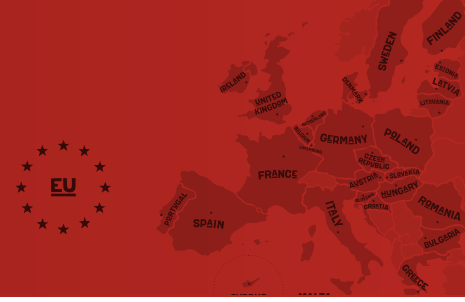 FINLAND
SWEDEN
ESTONIA
LATVIA
LITHUANIA
DENMARK
IRELAND
UNITED
KINGDOM
GERMANY
POLAND
CZECH
REPUBLIC
SLOVAKIA
AUSTRIA
HUNGARY
FRANCE
CROATIA
ROMANIA
EU
PORTUGAL
SPAIN
ITALY
BULGARIA
GREECE